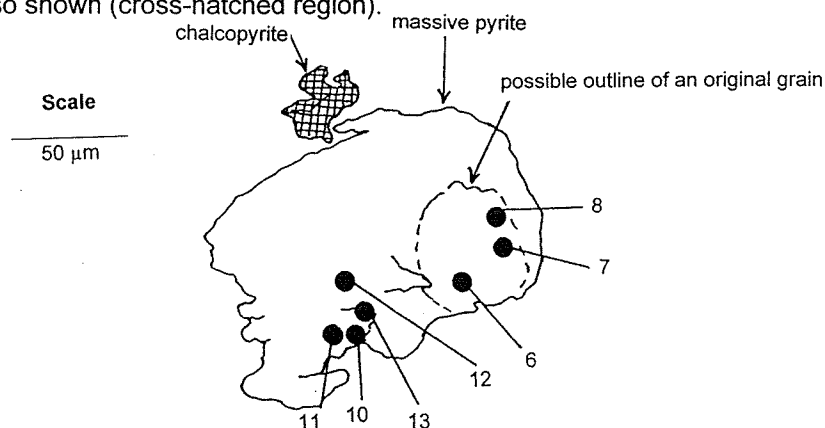 so shown (cross-hatched region).
chalcopyrite
massive pyrite
possible outline of an original grain
Scale
50 μm
8
7
6
12
11
10
13